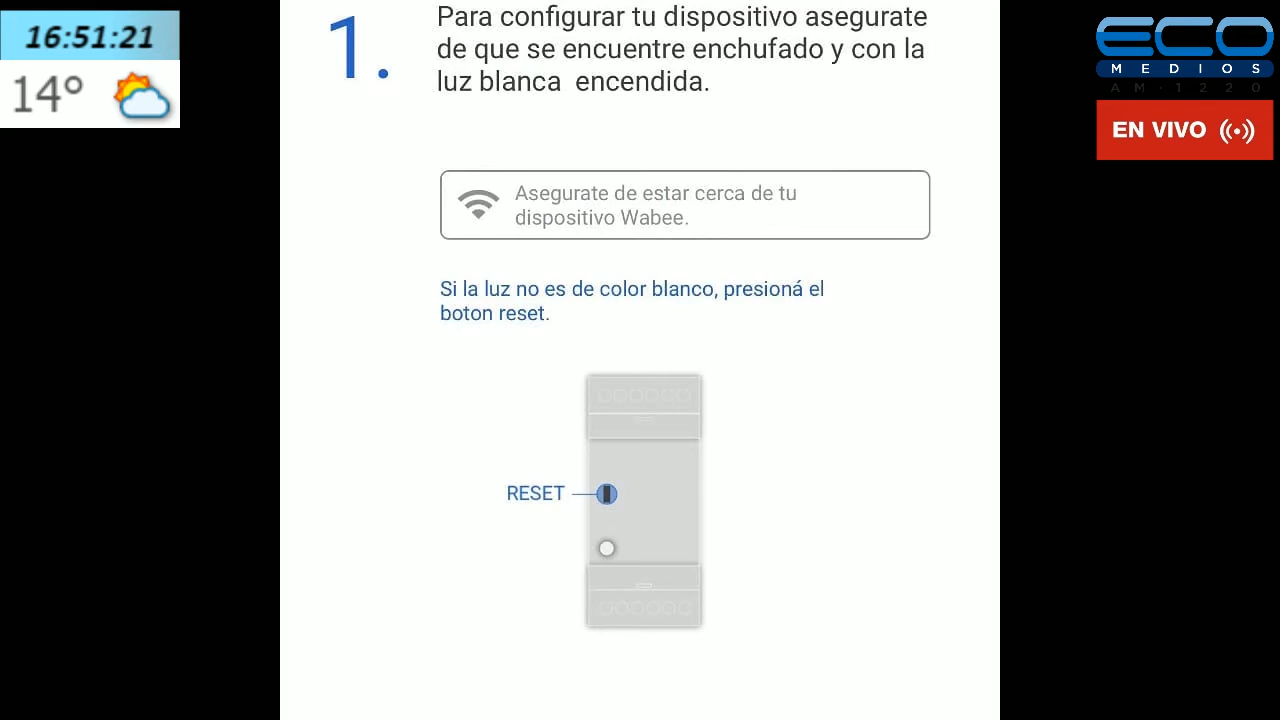 16:51:21
14°
1.
Para configurar tu dispositivo asegurate
de que se encuentre enchufado y con la
luz blanca encendida.
Asegurate de estar cerca de tu
dispositivo Wabee.
Si la luz no es de color blanco, presioná el
boton reset.
RESET
ECO
MEDIOS
AM·1220
EN VIVO